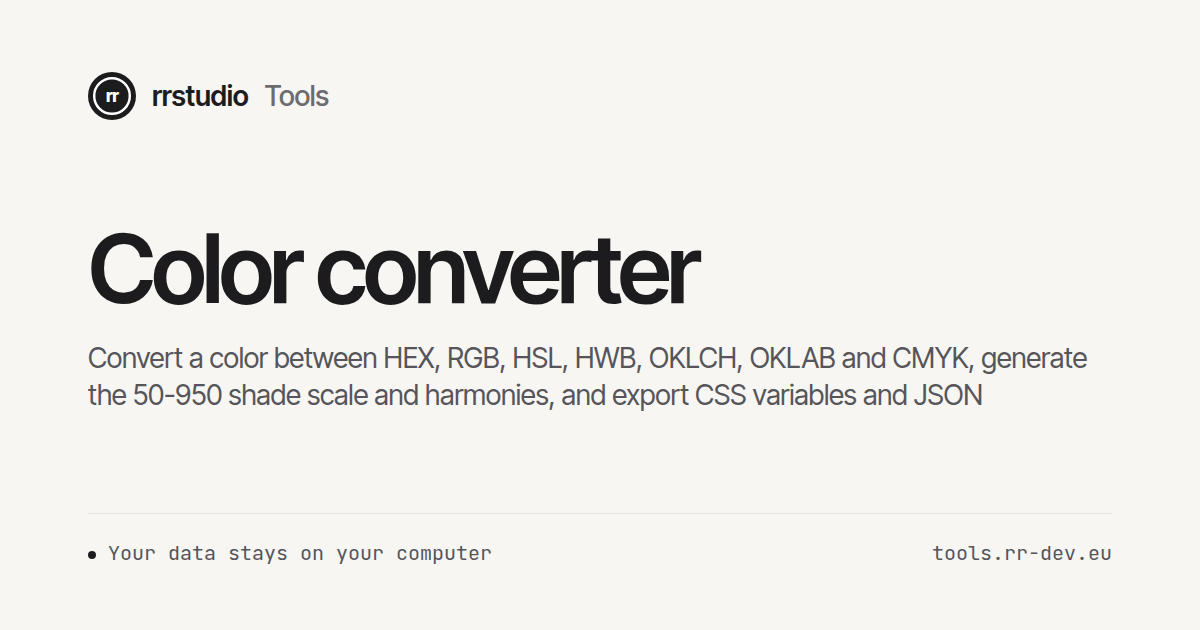 rr rrstudio Tools
Color converter
Convert a color between HEX, RGB, HSL, HWB, OKLCH, OKLAB and CMYK, generate
the 50-950 shade scale and harmonies, and export CSS variables and JSON
Your data stays on your computer
tools.rr-dev.eu